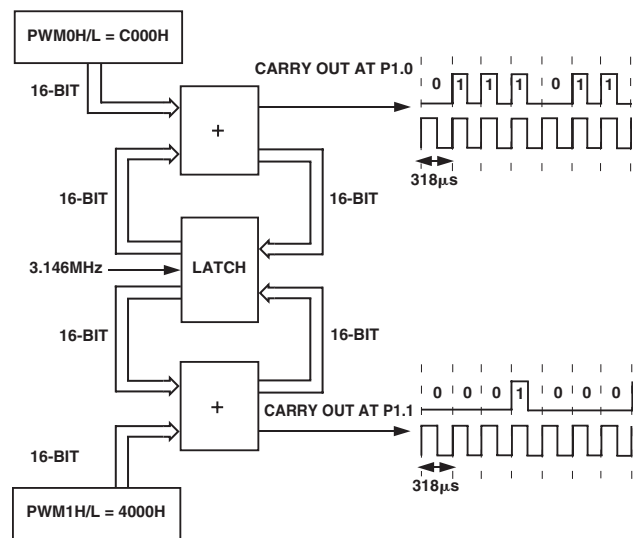 PWM0H/L = C000H
16-BIT
CARRY OUT AT P1.0
0 1 1 1 0 1 1
+
318μs
16-BIT
16-BIT
3.146MHz
LATCH
16-BIT
16-BIT
0 0 0 1 0 0 0
+
CARRY OUT AT P1.1
318μs
16-BIT
PWM1H/L = 4000H